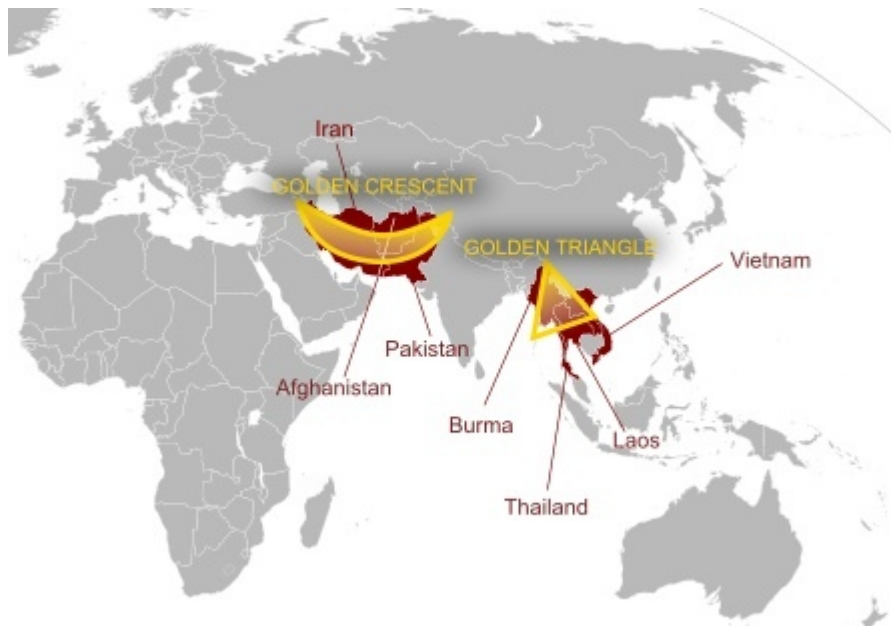 Iran
GOLDEN CRESCENT
GOLDEN TRIANGLE
Vietnam
Pakistan
Afghanistan
Burma
Laos
Thailand